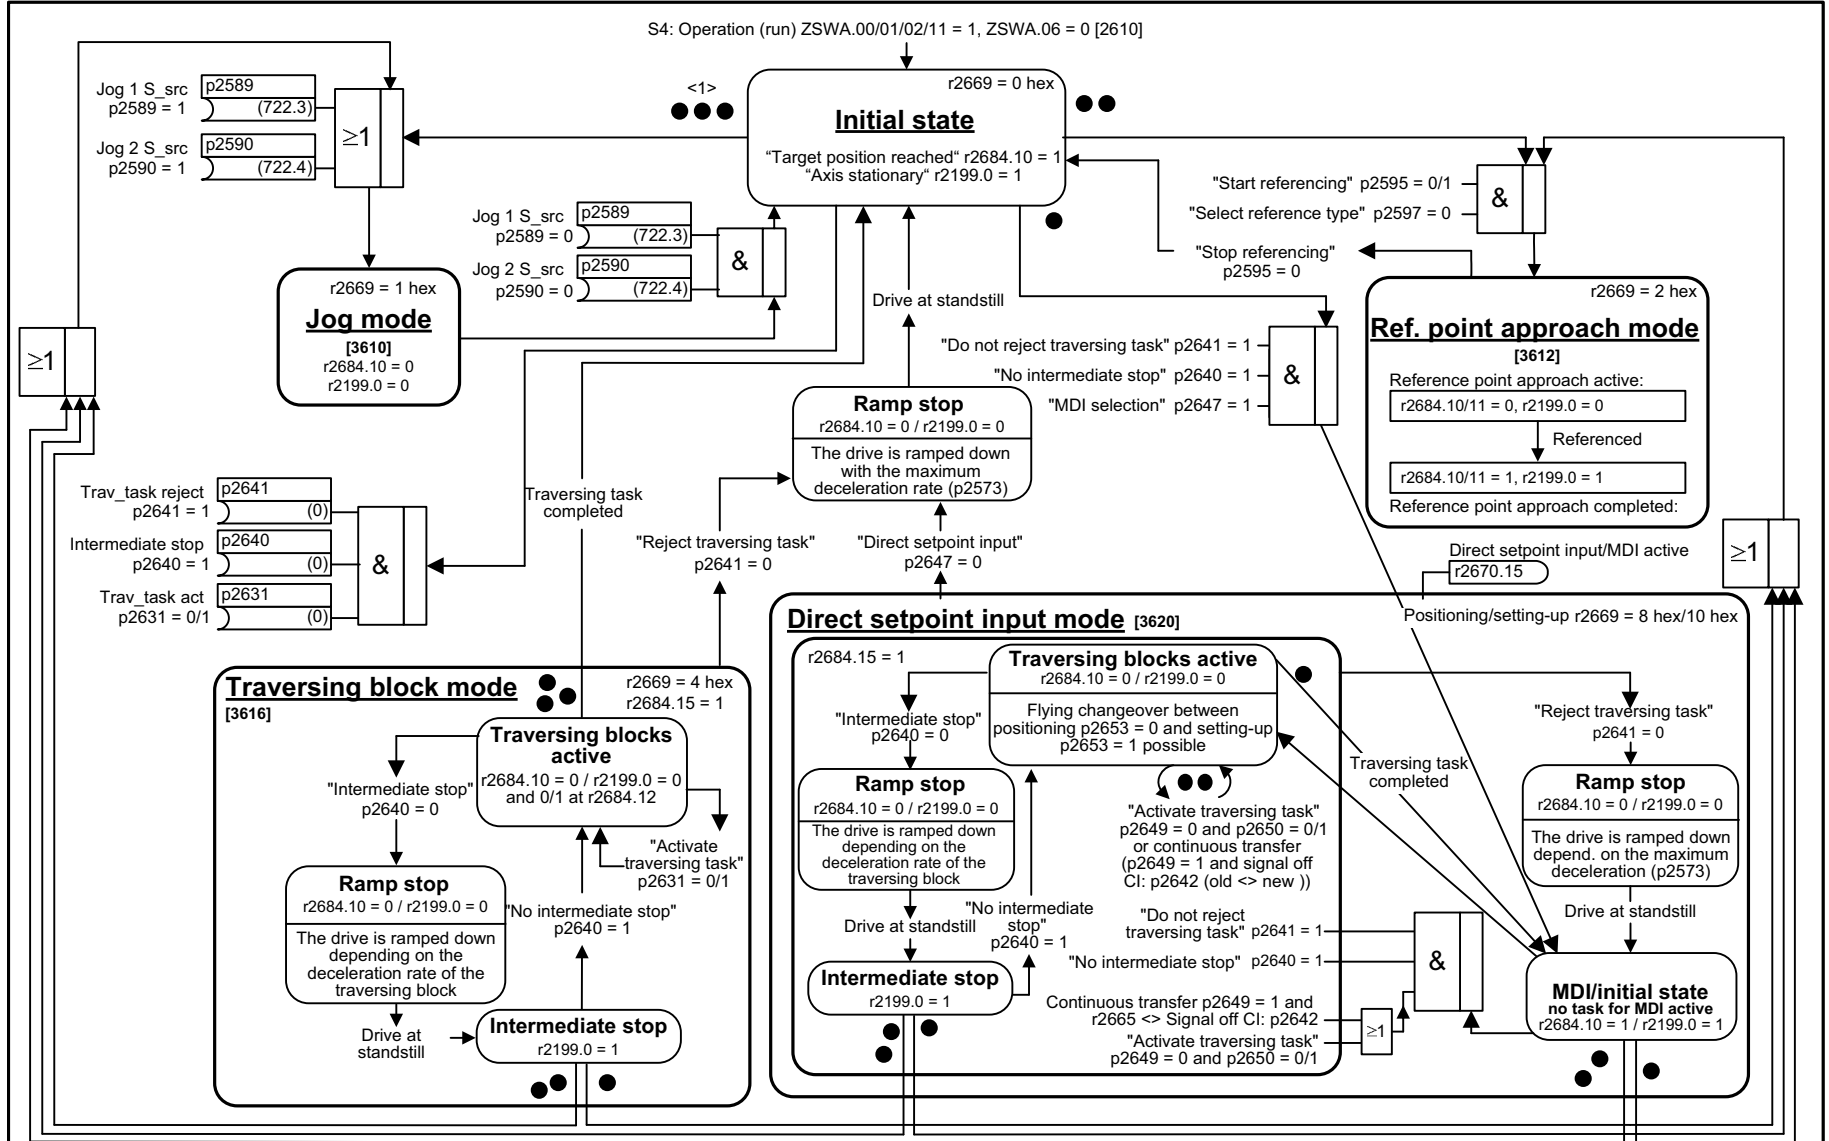 S4: Operation (run) ZSWA.00/01/02/11 = 1, ZSWA.06 = 0 [2610]
Jog 1 S_src
p2589 = 1
p2589
(722.3)
Jog 2 S_src
p2590 = 1
p2590
(722.4)
≥1
<1>
r2669 = 0 hex
Initial state
“Target position reached“ r2684.10 = 1
“Axis stationary“ r2199.0 = 1
"Start referencing" p2595 = 0/1
"Select reference type" p2597 = 0
&
"Stop referencing"
p2595 = 0
Jog 1 S_src
p2589 = 0
p2589
(722.3)
Jog 2 S_src
p2590 = 0
p2590
(722.4)
&
r2669 = 1 hex
Jog mode
[3610]
r2684.10 = 0
r2199.0 = 0
≥1
Drive at standstill
"Do not reject traversing task" p2641 = 1
"No intermediate stop" p2640 = 1
"MDI selection" p2647 = 1
&
r2669 = 2 hex
Ref. point approach mode
[3612]
Reference point approach active:
r2684.10/11 = 0, r2199.0 = 0
Referenced
r2684.10/11 = 1, r2199.0 = 1
Reference point approach completed:
Ramp stop
r2684.10 = 0 / r2199.0 = 0
The drive is ramped down
with the maximum
deceleration rate (p2573)
Trav_task reject
p2641 = 1
p2641
(0)
Intermediate stop
p2640 = 1
p2640
(0)
Trav_task act
p2631 = 0/1
p2631
(0)
&
Traversing task
completed
"Reject traversing task"
p2641 = 0
"Direct setpoint input"
p2647 = 0
Direct setpoint input/MDI active
r2670.15
≥1
Positioning/setting-up r2669 = 8 hex/10 hex
Traversing block mode
[3616]
r2669 = 4 hex
r2684.15 = 1
Traversing blocks
active
r2684.10 = 0 / r2199.0 = 0
and 0/1 at r2684.12
"Intermediate stop"
p2640 = 0
"Activate
traversing task"
p2631 = 0/1
Ramp stop
r2684.10 = 0 / r2199.0 = 0
The drive is ramped down
depending on the
deceleration rate of the
traversing block
"No intermediate stop"
p2640 = 1
Drive at
standstill
Intermediate stop
r2199.0 = 1
Direct setpoint input mode [3620]
r2684.15 = 1
Traversing blocks active
r2684.10 = 0 / r2199.0 = 0
Flying changeover between
positioning p2653 = 0 and setting-up
p2653 = 1 possible
"Intermediate stop"
p2640 = 0
Ramp stop
r2684.10 = 0 / r2199.0 = 0
The drive is ramped down
depending on the
deceleration rate of the
traversing block
Drive at standstill
"No intermediate
stop"
p2640 = 1
Intermediate stop
r2199.0 = 1
"Activate traversing task"
p2649 = 0 and p2650 = 0/1
or continuous transfer
(p2649 = 1 and signal off
CI: p2642 (old <> new ))
Traversing task
completed
"Reject traversing task"
p2641 = 0
Ramp stop
r2684.10 = 0 / r2199.0 = 0
The drive is ramped down
depend. on the maximum
deceleration (p2573)
Drive at standstill
"Do not reject
traversing task" p2641 = 1
"No intermediate stop" p2640 = 1
Continuous transfer p2649 = 1 and
r2665 <> Signal off CI: p2642
"Activate traversing task"
p2649 = 0 and p2650 = 0/1
≥1
&
MDI/initial state
no task for MDI active
r2684.10 = 1 / r2199.0 = 1